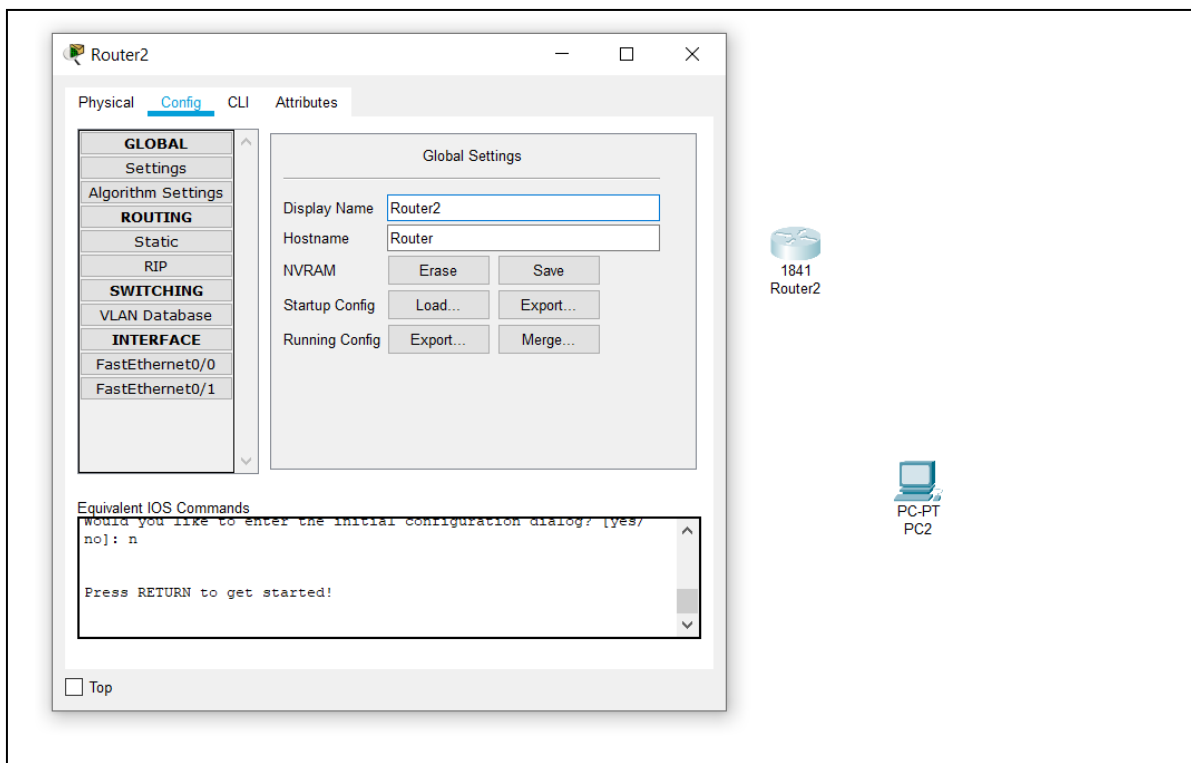 Router2
Physical Config CLI Attributes
GLOBAL
Settings
Algorithm Settings
ROUTING
Static
RIP
SWITCHING
VLAN Database
INTERFACE
FastEthernet0/0
FastEthernet0/1
Global Settings
Display Name Router2
Hostname Router
NVRAM Erase Save
Startup Config Load... Export...
Running Config Export... Merge...
Equivalent IOS Commands
Would you like to enter the initial configuration dialog? [yes/
no]: n
Press RETURN to get started!
Top
1841
Router2
PC-PT
PC2